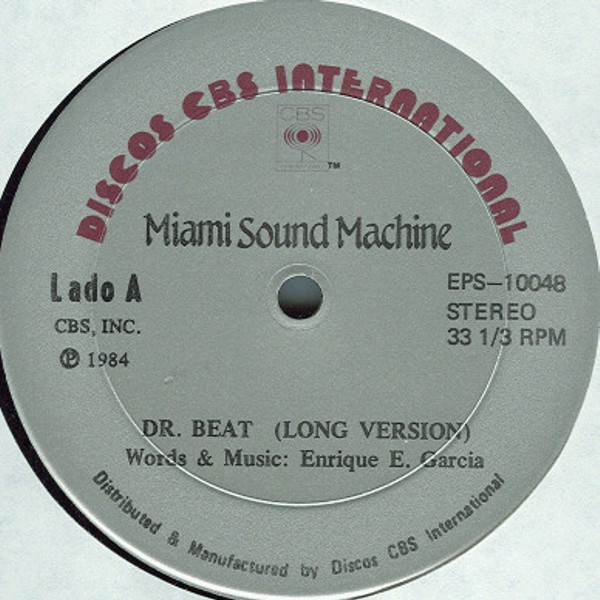 DISCOS CBS INTERNATIONAL
CBS
TM
Miami Sound Machine
Lado A
CBS, INC.
℗ 1984
EPS-10048
STEREO
33 1/3 RPM
DR. BEAT (LONG VERSION)
Words & Music: Enrique E. Garcia
Distributed & Manufactured by Discos CBS International